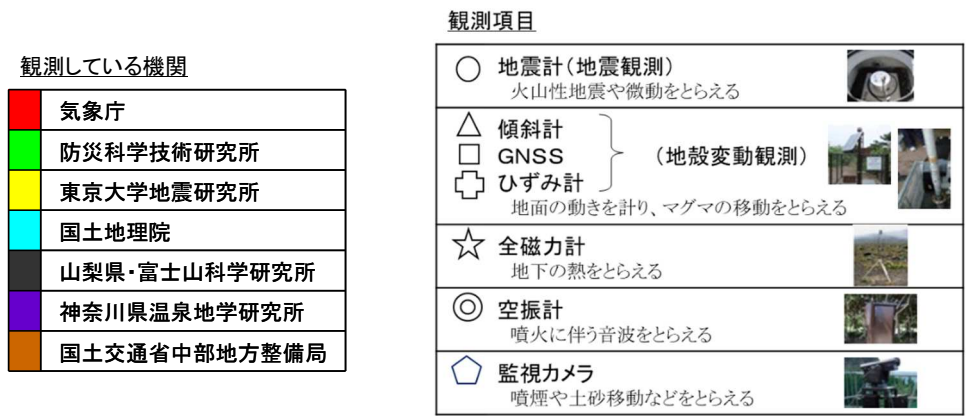 観測している機関
気象庁
防災科学技術研究所
東京大学地震研究所
国土地理院
山梨県・富士山科学研究所
神奈川県温泉地学研究所
国土交通省中部地方整備局
観測項目
地震計（地震観測）
火山性地震や微動をとらえる
傾斜計
GNSS （地殻変動観測）
ひずみ計
地面の動きを計り、マグマの移動をとらえる
全磁力計
地下の熱をとらえる
空振計
噴火に伴う音波をとらえる
監視カメラ
噴煙や土砂移動などをとらえる